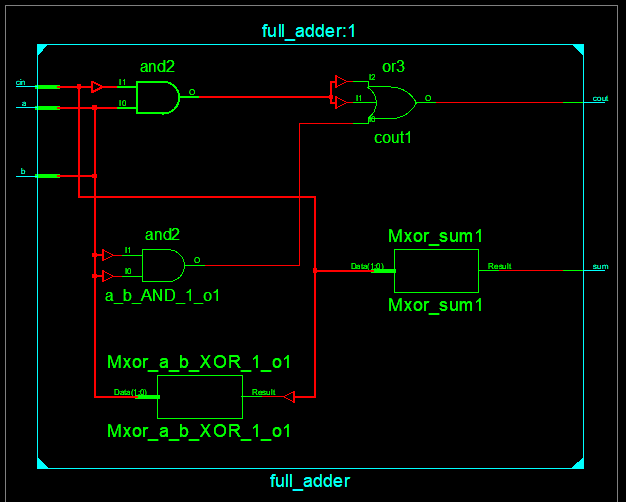 full_adder:1
and2
or3
cin
I1
I2
a
I0
O
I1
O
cout
I0
cout1
b
and2
Mxor_sum1
I1
O
I0
Data(1:0)
Result
sum
a_b_AND_1_o1
Mxor_sum1
Mxor_a_b_XOR_1_o1
Data(1:0)
Result
Mxor_a_b_XOR_1_o1
full_adder